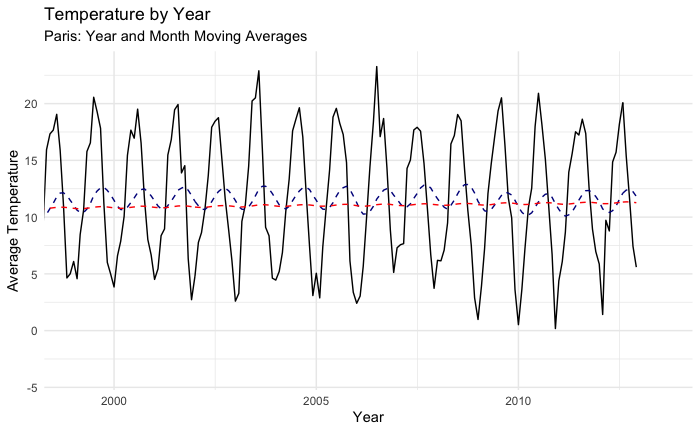 Temperature by Year
Paris: Year and Month Moving Averages
Average Temperature
20
15
10
5
0
-5
2000
2005
2010
Year